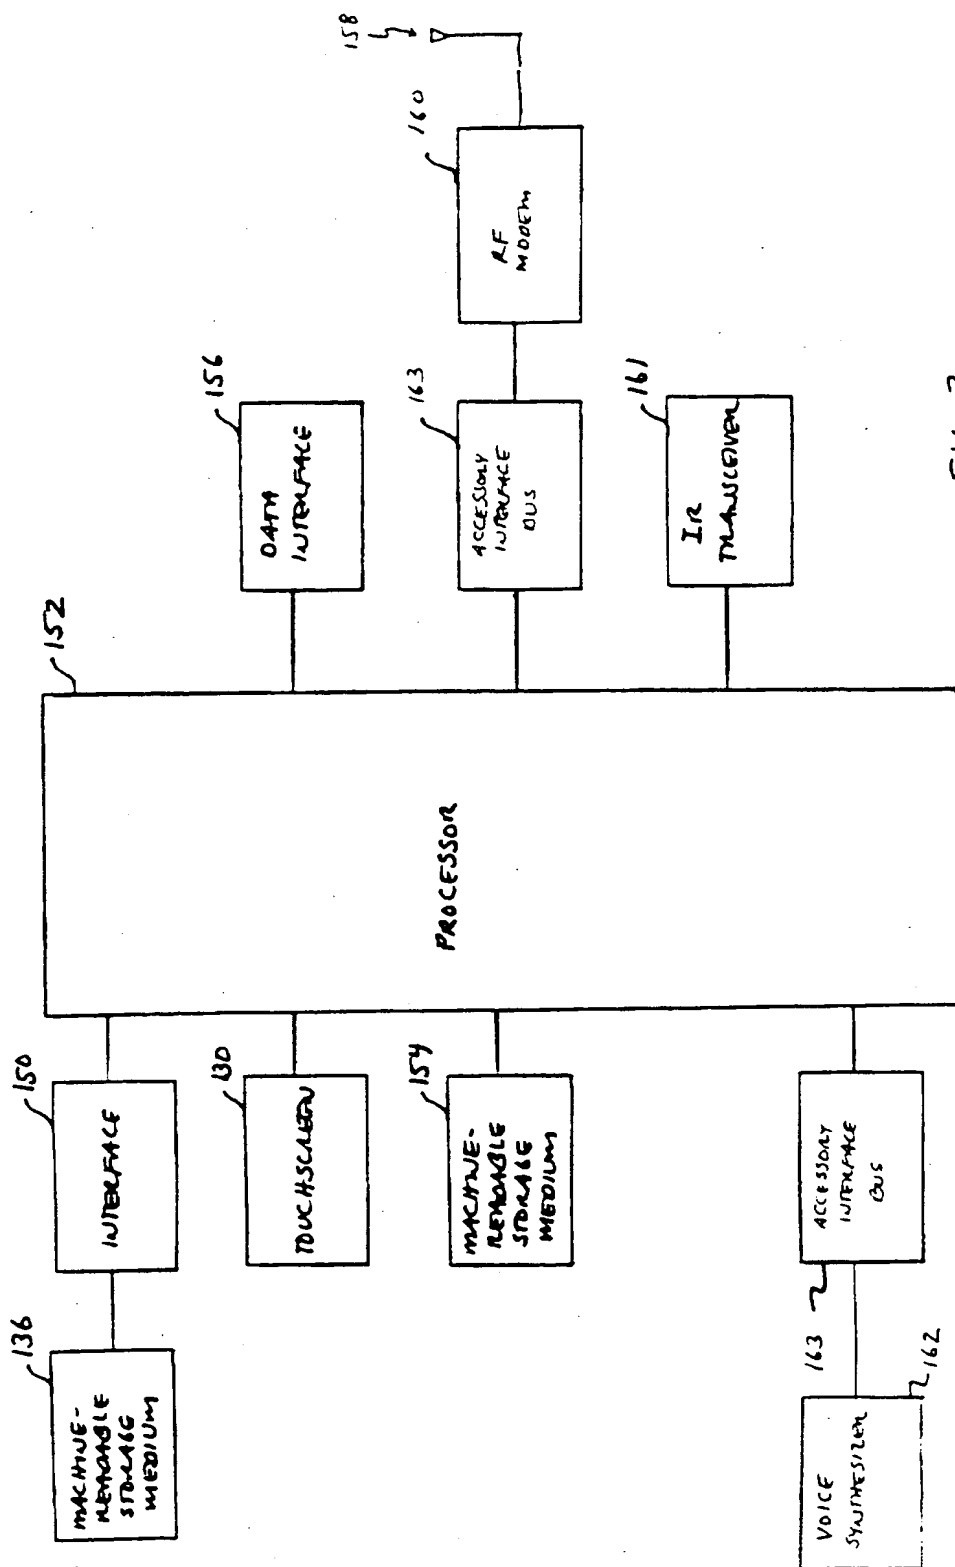 136
MACHINE-
READABLE
STORAGE
MEDIUM
150
INTERFACE
152
PROCESSOR
156
DATA
INTERFACE
130
TOUCHSCREEN
154
MACHINE-
READABLE
STORAGE
MEDIUM
163
ACCESSORY
INTERFACE
BUS
160
RF
MODEM
158
161
IR
TRANSCEIVER
162
VOICE
SYNTHESIZER
163
ACCESSORY
INTERFACE
BUS